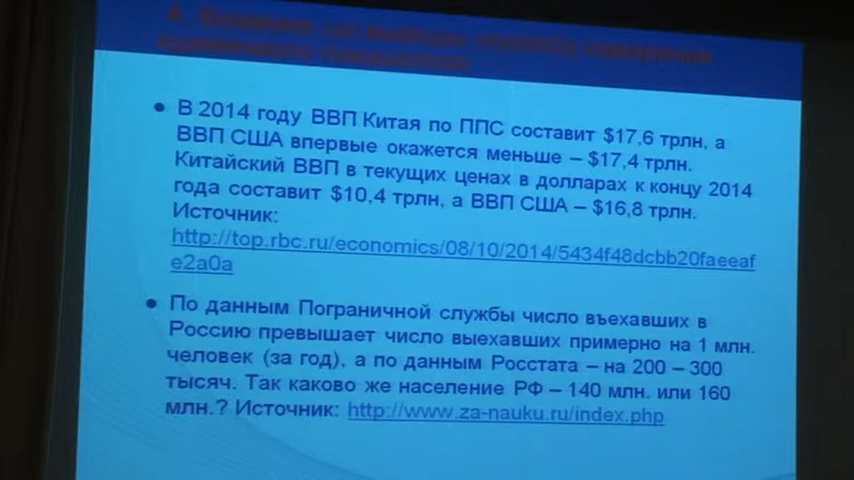 • В 2014 году ВВП Китая по ППС составит $17,6 трлн, а
ВВП США впервые окажется меньше – $17,4 трлн.
Китайский ВВП в текущих ценах в долларах к концу 2014
года составит $10,4 трлн, а ВВП США – $16,8 трлн.
Источник:
http://top.rbc.ru/economics/08/10/2014/5434f48dcbb20faeeaf
e2a0a
• По данным Пограничной службы число въехавших в
Россию превышает число выехавших примерно на 1 млн.
человек (за год), а по данным Росстата – на 200 – 300
тысяч. Так каково же население РФ – 140 млн. или 160
млн.? Источник: http://www.za-nauku.ru/index.php